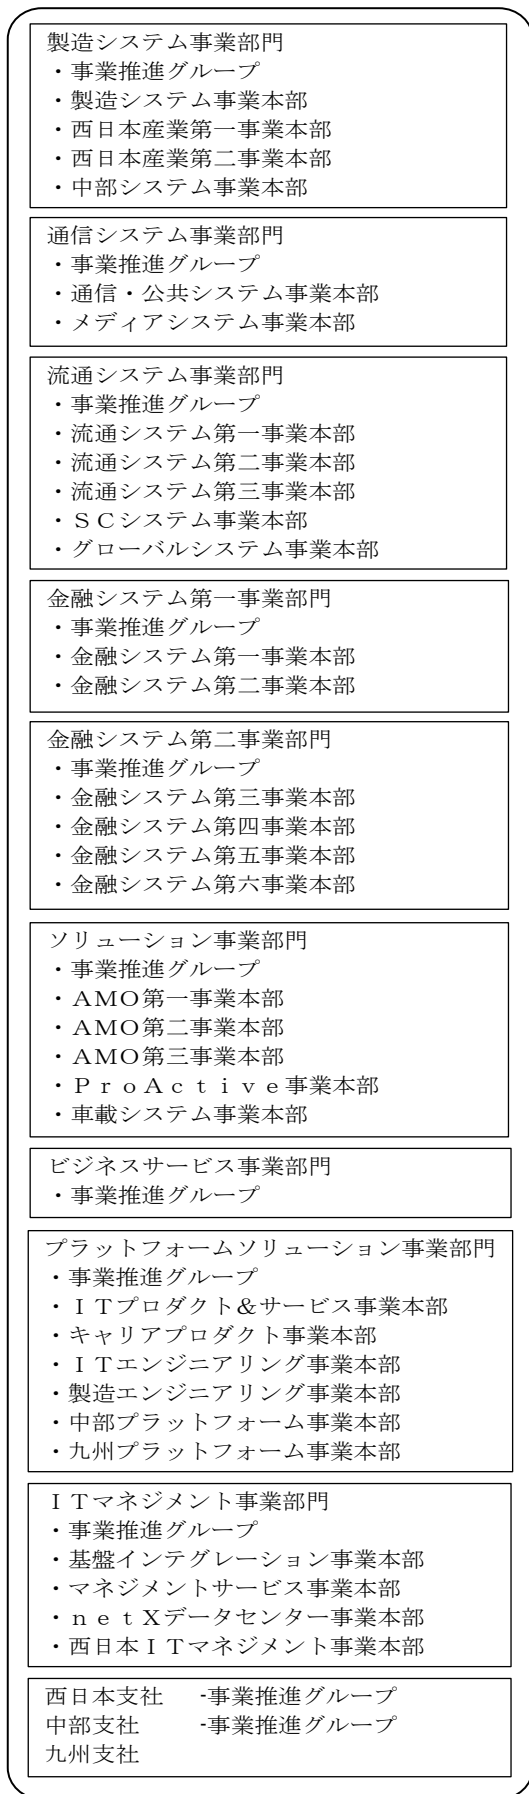 製造システム事業部門
・事業推進グループ
・製造システム事業本部
・西日本産業第一事業本部
・西日本産業第二事業本部
・中部システム事業本部
通信システム事業部門
・事業推進グループ
・通信・公共システム事業本部
・メディアシステム事業本部
流通システム事業部門
・事業推進グループ
・流通システム第一事業本部
・流通システム第二事業本部
・流通システム第三事業本部
・ＳＣシステム事業本部
・グローバルシステム事業本部
金融システム第一事業部門
・事業推進グループ
・金融システム第一事業本部
・金融システム第二事業本部
金融システム第二事業部門
・事業推進グループ
・金融システム第三事業本部
・金融システム第四事業本部
・金融システム第五事業本部
・金融システム第六事業本部
ソリューション事業部門
・事業推進グループ
・AMO第一事業本部
・AMO第二事業本部
・AMO第三事業本部
・ＰｒｏＡｃｔｉｖｅ事業本部
・車載システム事業本部
ビジネスサービス事業部門
・事業推進グループ
プラットフォームソリューション事業部門
・事業推進グループ
・ＩＴプロダクト＆サービス事業本部
・キャリアプロダクト事業本部
・ＩＴエンジニアリング事業本部
・製造エンジニアリング事業本部
・中部プラットフォーム事業本部
・九州プラットフォーム事業本部
ＩＴマネジメント事業部門
・事業推進グループ
・基盤インテグレーション事業本部
・マネジメントサービス事業本部
・ｎｅｔＸデータセンター事業本部
・西日本ＩＴマネジメント事業本部
西日本支社　-事業推進グループ
中部支社　-事業推進グループ
九州支社